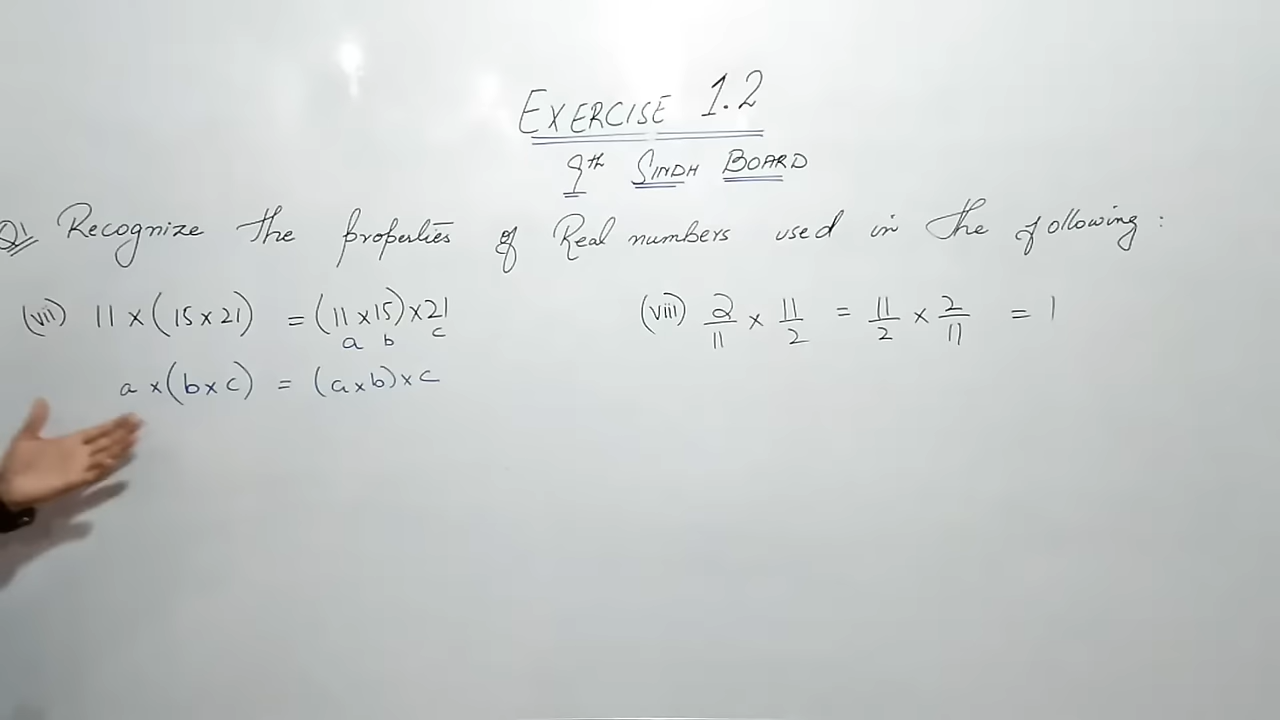 EXERCISE 1.2
9th SINDH BOARD
Q1 Recognize the properties of Real numbers used in the following:
(vii) 11 × (15 × 21) = (11 × 15) × 21
a b c
a × (b × c) = (a × b) × c
(viii) 2/11 × 11/2 = 11/2 × 2/11 = 1